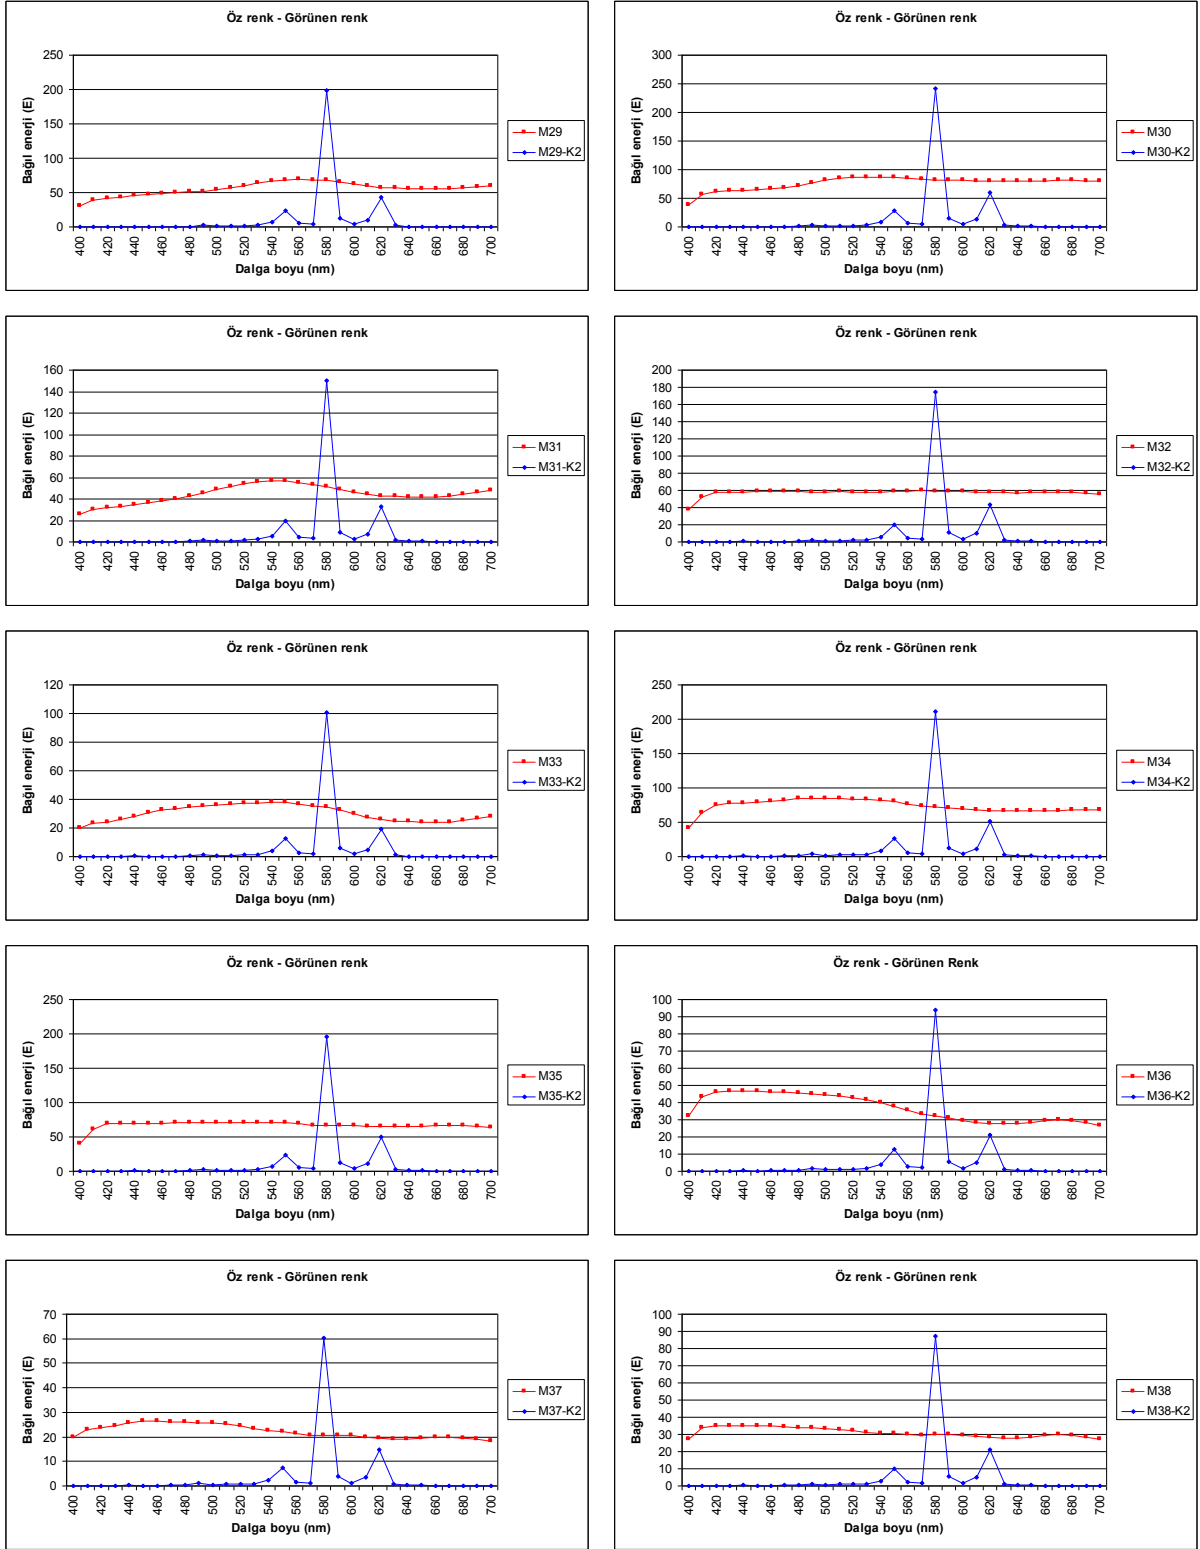 Öz renk - Görünen renk
250
200
150
100
50
0
Bağıl enerji (E)
400 420 440 460 480 500 520 540 560 580 600 620 640 660 680 700
Dalga boyu (nm)
M29
M29-K2
Öz renk - Görünen renk
300
250
200
150
100
50
0
Bağıl enerji (E)
400 420 440 460 480 500 520 540 560 580 600 620 640 660 680 700
Dalga boyu (nm)
M30
M30-K2
Öz renk - Görünen renk
160
140
120
100
80
60
40
20
0
Bağıl enerji (E)
400 420 440 460 480 500 520 540 560 580 600 620 640 660 680 700
Dalga boyu (nm)
M31
M31-K2
Öz renk - Görünen renk
200
180
160
140
120
100
80
60
40
20
0
Bağıl enerji (E)
400 420 440 460 480 500 520 540 560 580 600 620 640 660 680 700
Dalga boyu (nm)
M32
M32-K2
Öz renk - Görünen renk
120
100
80
60
40
20
0
Bağıl enerji (E)
400 420 440 460 480 500 520 540 560 580 600 620 640 660 680 700
Dalga boyu (nm)
M33
M33-K2
Öz renk - Görünen renk
250
200
150
100
50
0
Bağıl enerji (E)
400 420 440 460 480 500 520 540 560 580 600 620 640 660 680 700
Dalga boyu (nm)
M34
M34-K2
Öz renk - Görünen renk
250
200
150
100
50
0
Bağıl enerji (E)
400 420 440 460 480 500 520 540 560 580 600 620 640 660 680 700
Dalga boyu (nm)
M35
M35-K2
Öz renk - Görünen Renk
100
90
80
70
60
50
40
30
20
10
0
Bağıl enerji (E)
400 420 440 460 480 500 520 540 560 580 600 620 640 660 680 700
Dalga boyu (nm)
M36
M36-K2
Öz renk - Görünen renk
70
60
50
40
30
20
10
0
Bağıl enerji (E)
400 420 440 460 480 500 520 540 560 580 600 620 640 660 680 700
Dalga boyu (nm)
M37
M37-K2
Öz renk - Görünen renk
100
90
80
70
60
50
40
30
20
10
0
Bağıl enerji (E)
400 420 440 460 480 500 520 540 560 580 600 620 640 660 680 700
Dalga boyu (nm)
M38
M38-K2